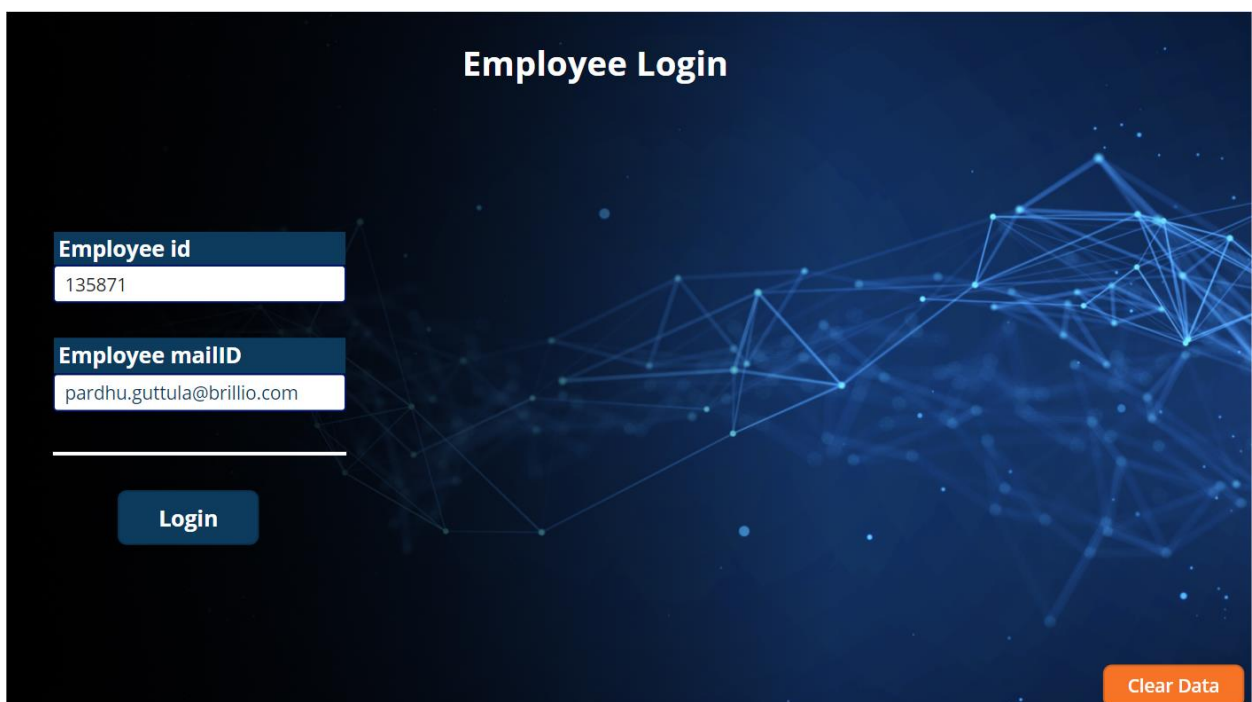 Employee Login
Employee id
135871
Employee mailID
pardhu.guttula@brillio.com
Login
Clear Data